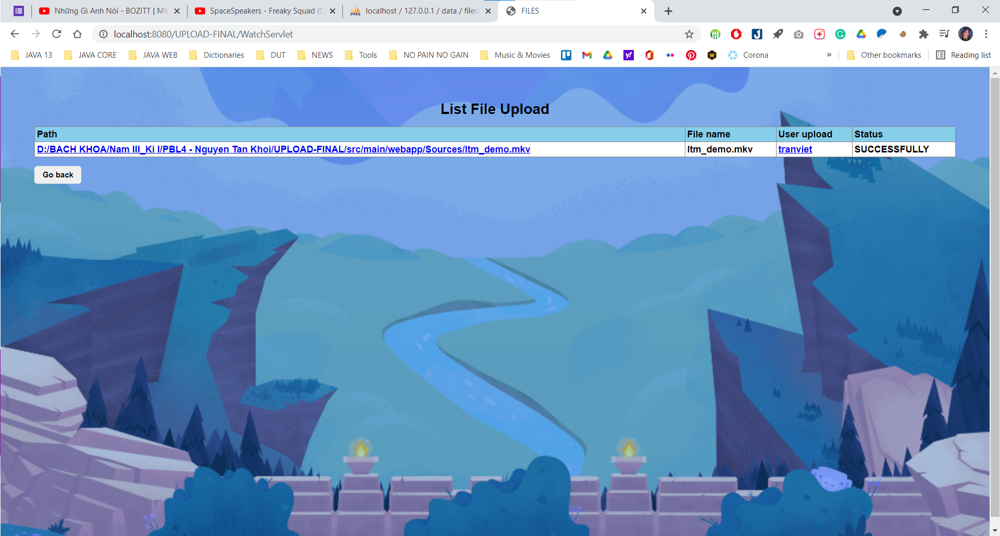 Những Gì Anh Nói - BOZITT | MV
SpaceSpeakers - Freaky Squad (O
localhost / 127.0.0.1 / data / fileu
FILES
localhost:8080/UPLOAD-FINAL/WatchServlet
JAVA 13
JAVA CORE
JAVA WEB
Dictionaries
DUT
NEWS
Tools
NO PAIN NO GAIN
Music & Movies
Corona
»
Other bookmarks
Reading list
List File Upload
Path File name User upload Status
D:/BACH KHOA/Nam III_Ki I/PBL4 - Nguyen Tan Khoi/UPLOAD-FINAL/src/main/webapp/Sources/ltm_demo.mkv ltm_demo.mkv tranviet SUCCESSFULLY
Go back